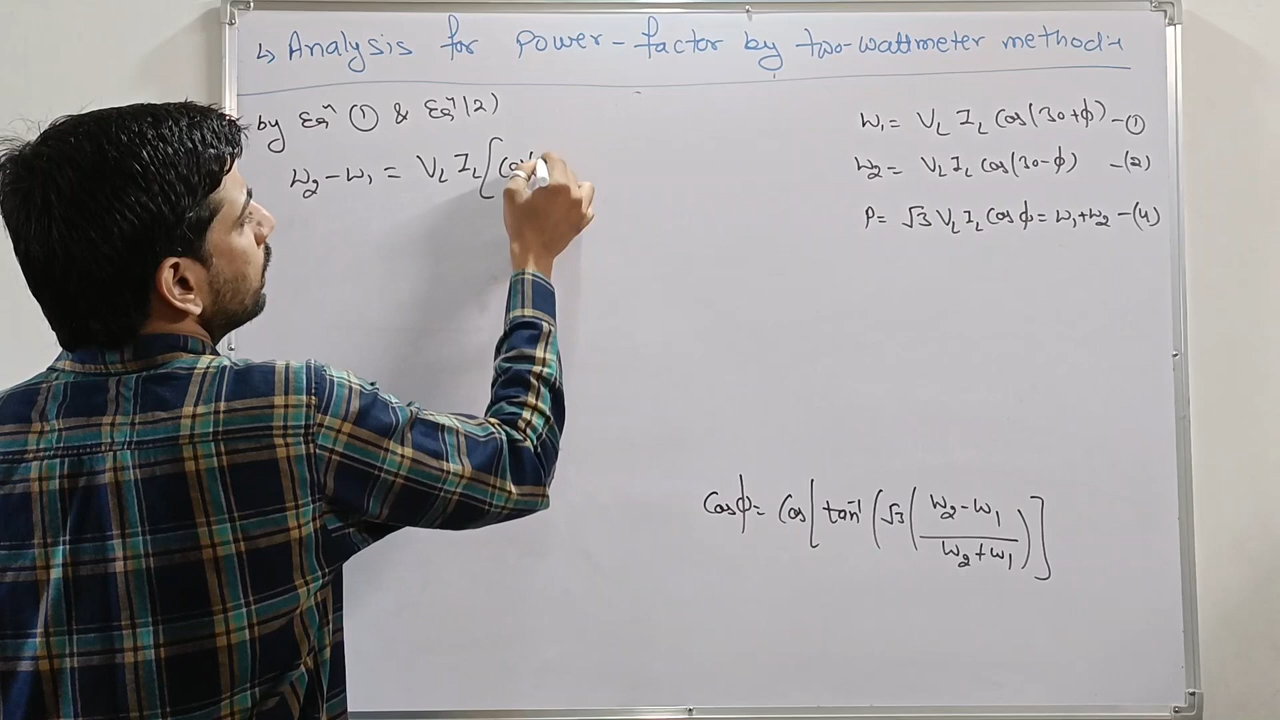 ↳ Analysis for power-factor by two-wattmeter method:-
by Eqⁿ ① & Eqⁿ (2)
W₂ - W₁ = V_L I_L [Cos
W₁ = V_L I_L Cos(30+ϕ) -①
W₂ = V_L I_L Cos(30-ϕ) -(2)
P = √3 V_L I_L Cos ϕ = W₁+W₂ -(4)
Cosϕ = Cos[tan⁻¹(√3(W₂-W₁/W₂+W₁)]